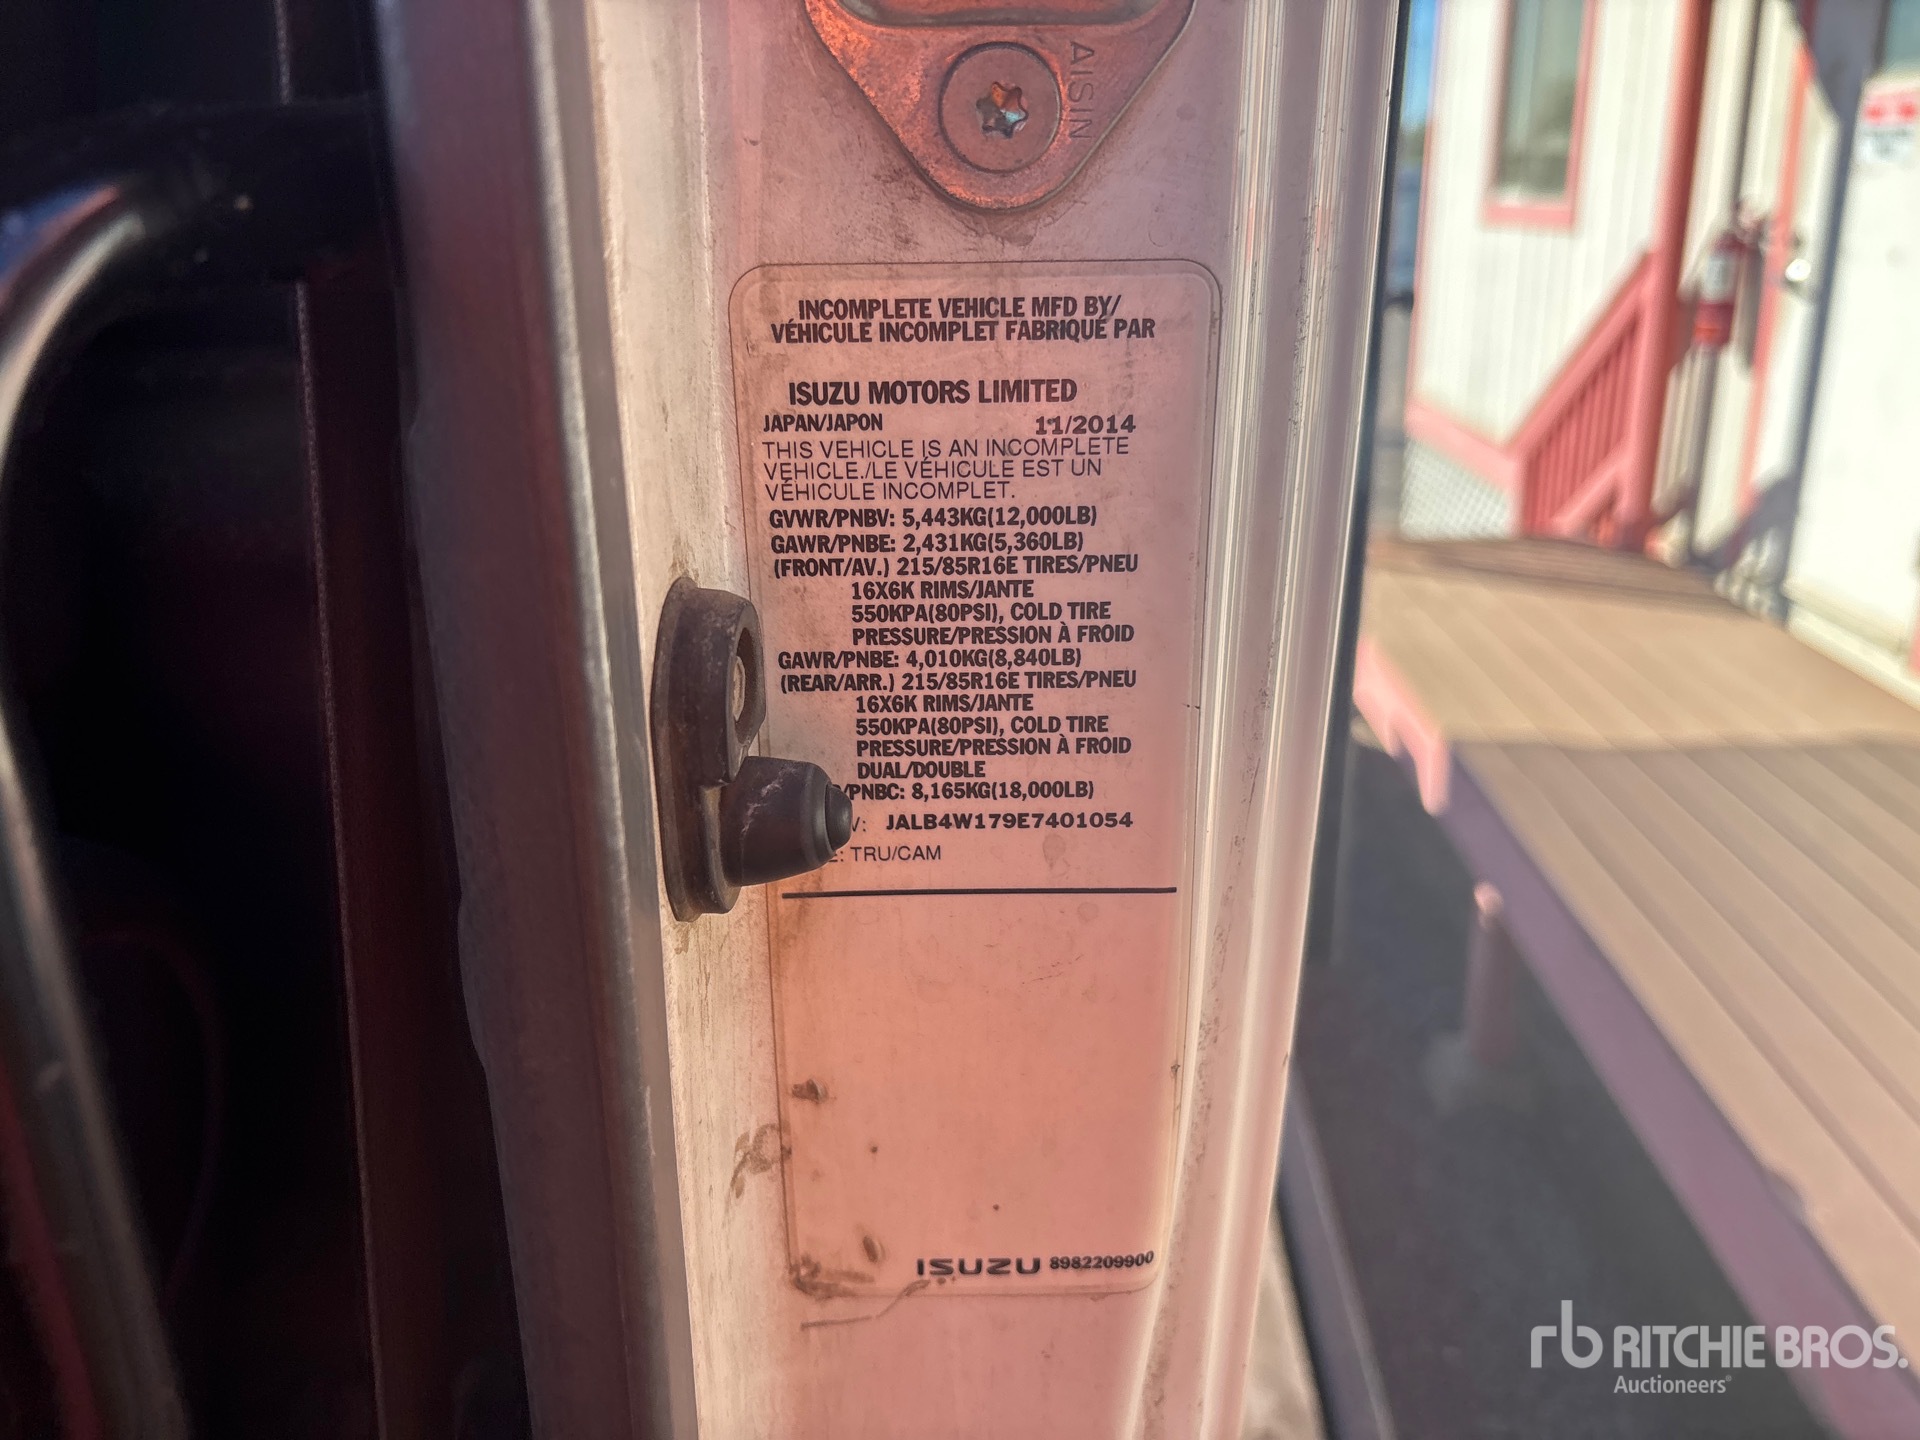 AISIN
INCOMPLETE VEHICLE MFD BY/
VÉHICULE INCOMPLET FABRIQUÉ PAR
ISUZU MOTORS LIMITED
JAPAN/JAPON 11/2014
THIS VEHICLE IS AN INCOMPLETE
VEHICLE./LE VÉHICULE EST UN
VÉHICULE INCOMPLET.
GVWR/PNBV: 5,443KG(12,000LB)
GAWR/PNBE: 2,431KG(5,360LB)
(FRONT/AV.) 215/85R16E TIRES/PNEU
16X6K RIMS/JANTE
550KPA(80PSI), COLD TIRE
PRESSURE/PRESSION À FROID
GAWR/PNBE: 4,010KG(8,840LB)
(REAR/ARR.) 215/85R16E TIRES/PNEU
16X6K RIMS/JANTE
550KPA(80PSI), COLD TIRE
PRESSURE/PRESSION À FROID
DUAL/DOUBLE
/PNBC: 8,165KG(18,000LB)
V: JALB4W179E7401054
E: TRU/CAM
ISUZU 8982209900
rb RITCHIE BROS.
Auctioneers